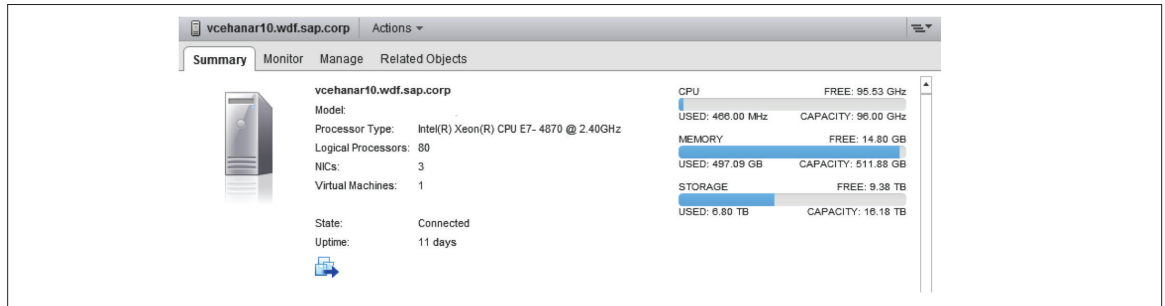 vcehanar10.wdf.sap.corp Actions
Summary Monitor Manage Related Objects
vcehanar10.wdf.sap.corp
Model:
Processor Type: Intel(R) Xeon(R) CPU E7- 4870 @ 2.40GHz
Logical Processors: 80
NICs: 3
Virtual Machines: 1
State: Connected
Uptime: 11 days
CPU FREE: 95.53 GHz
USED: 466.00 MHz CAPACITY: 96.00 GHz
MEMORY FREE: 14.80 GB
USED: 497.09 GB CAPACITY: 511.88 GB
STORAGE FREE: 9.38 TB
USED: 6.80 TB CAPACITY: 16.18 TB